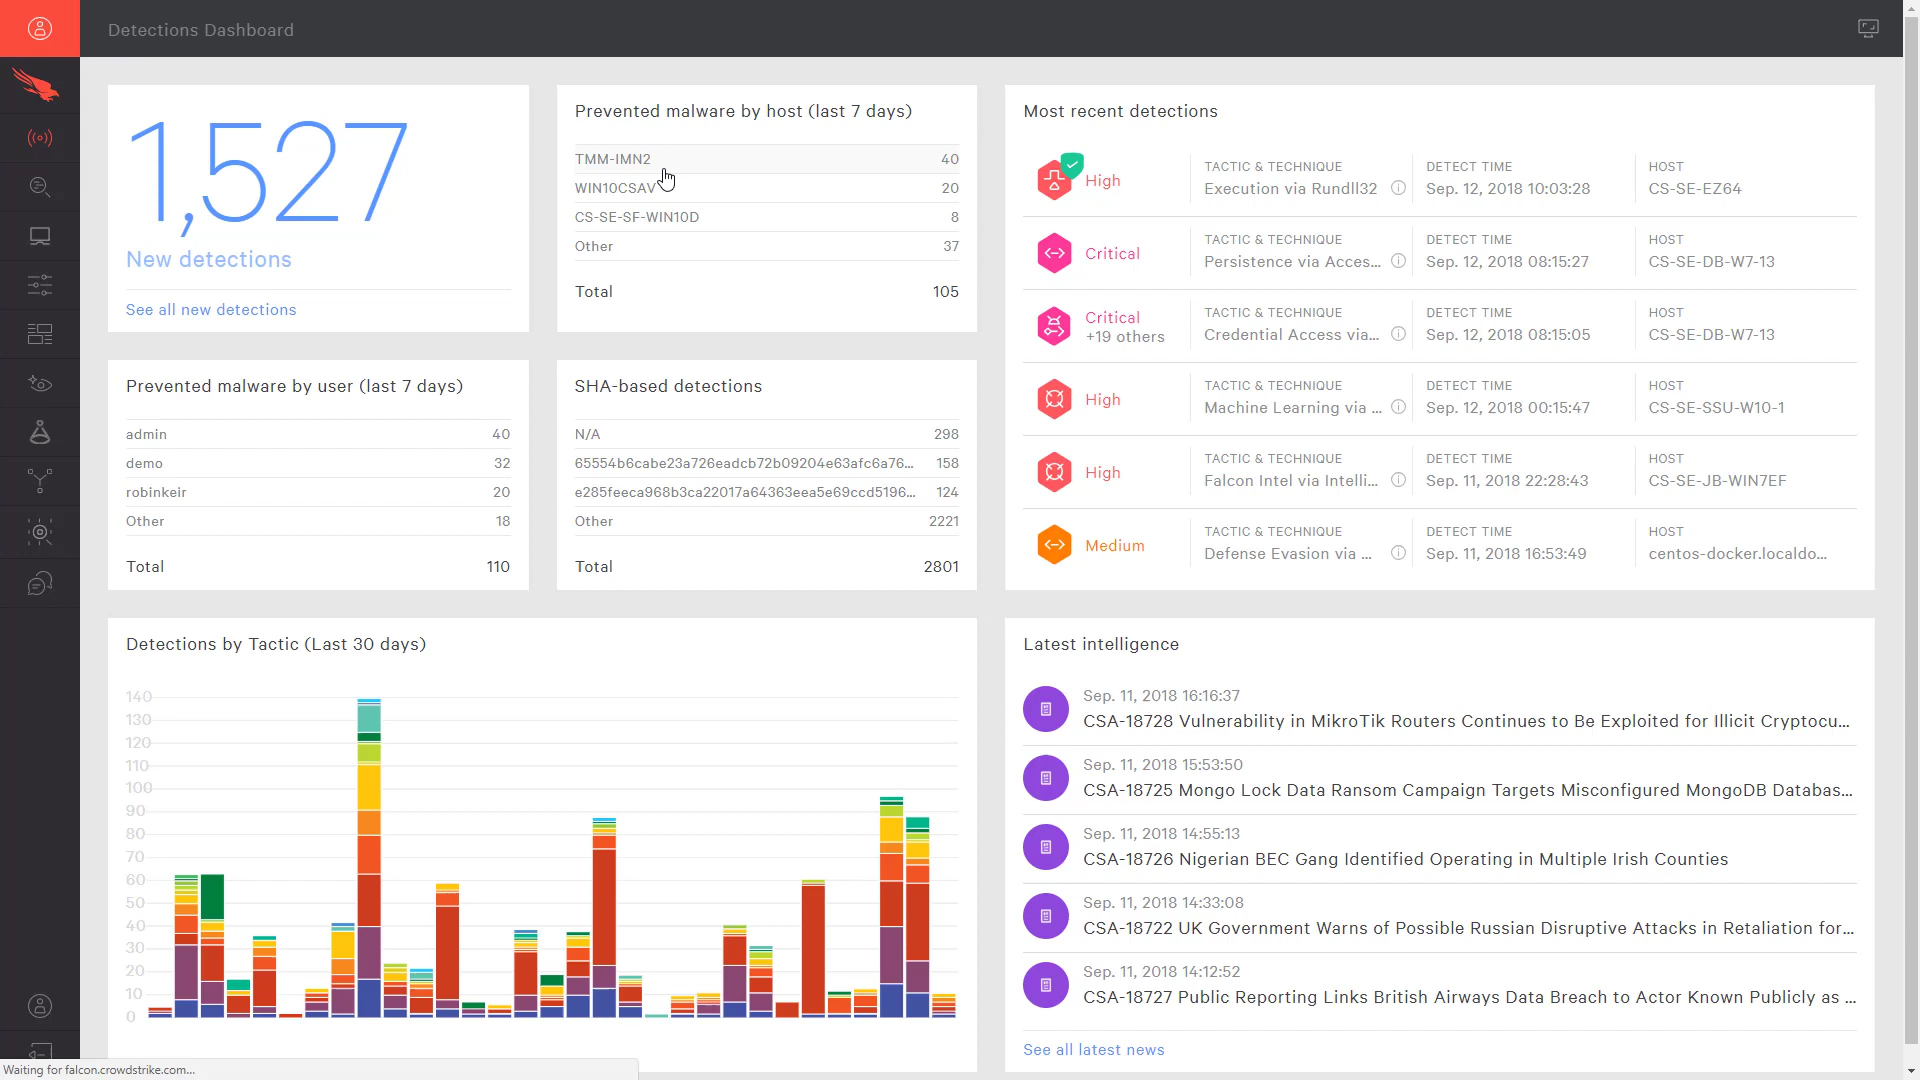 Detections Dashboard
1,527
New detections
See all new detections
Prevented malware by host (last 7 days)
TMM-IMN2 40
WIN10CSAV 20
CS-SE-SF-WIN10D 8
Other 37
Total 105
Most recent detections
High
TACTIC & TECHNIQUE DETECT TIME HOST
Execution via Rundll32 Sep. 12, 2018 10:03:28 CS-SE-EZ64
Critical
TACTIC & TECHNIQUE DETECT TIME HOST
Persistence via Acces... Sep. 12, 2018 08:15:27 CS-SE-DB-W7-13
Critical
+19 others
TACTIC & TECHNIQUE DETECT TIME HOST
Credential Access via... Sep. 12, 2018 08:15:05 CS-SE-DB-W7-13
High
TACTIC & TECHNIQUE DETECT TIME HOST
Machine Learning via ... Sep. 12, 2018 00:15:47 CS-SE-SSU-W10-1
High
TACTIC & TECHNIQUE DETECT TIME HOST
Falcon Intel via Intelli... Sep. 11, 2018 22:28:43 CS-SE-JB-WIN7EF
Medium
TACTIC & TECHNIQUE DETECT TIME HOST
Defense Evasion via ... Sep. 11, 2018 16:53:49 centos-docker.localdo...
Prevented malware by user (last 7 days)
admin 40
demo 32
robinkeir 20
Other 18
Total 110
SHA-based detections
N/A 298
65554b6cabe23a726eadcb72b09204e63afc6a76... 158
e285feeca968b3ca22017a64363eea5e69ccd5196... 124
Other 2221
Total 2801
Detections by Tactic (Last 30 days)
140
130
120
110
100
90
80
70
60
50
40
30
20
10
0
Latest intelligence
Sep. 11, 2018 16:16:37
CSA-18728 Vulnerability in MikroTik Routers Continues to Be Exploited for Illicit Cryptocu...
Sep. 11, 2018 15:53:50
CSA-18725 Mongo Lock Data Ransom Campaign Targets Misconfigured MongoDB Databas...
Sep. 11, 2018 14:55:13
CSA-18726 Nigerian BEC Gang Identified Operating in Multiple Irish Counties
Sep. 11, 2018 14:33:08
CSA-18722 UK Government Warns of Possible Russian Disruptive Attacks in Retaliation for...
Sep. 11, 2018 14:12:52
CSA-18727 Public Reporting Links British Airways Data Breach to Actor Known Publicly as ...
See all latest news
Waiting for falcon.crowdstrike.com...